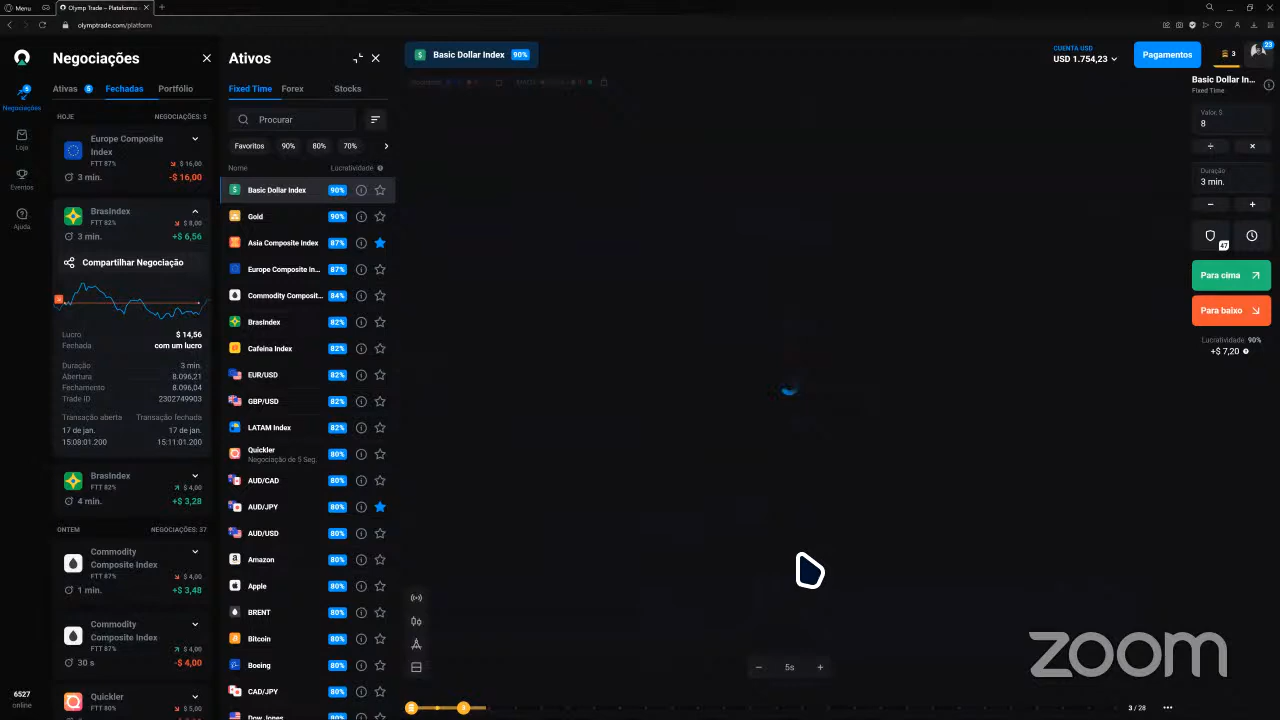 Menu
Olymp Trade – Plataforma
olymptrade.com/platform
Negociações
Ativas 5 Fechadas Portfólio
HOJE NEGOCIAÇÕES: 3
Europe Composite
Index
FTT 87% $ 16,00
3 min. -$ 16,00
BrasIndex
FTT 82% $ 8,00
3 min. +$ 6,56
Compartilhar Negociação
Lucro $ 14,56
Fechada com um lucro
Duração 3 min.
Abertura 8.096,21
Fechamento 8.096,04
Trade ID 2302749903
Transação aberta Transação fechada
17 de jan. 17 de jan.
15:08:01.200 15:11:01.200
BrasIndex
FTT 82% $ 4,00
4 min. +$ 3,28
ONTEM NEGOCIAÇÕES: 37
Commodity
Composite Index
FTT 87% $ 4,00
1 min. +$ 3,48
Commodity
Composite Index
FTT 87% $ 4,00
30 s -$ 4,00
Quickler
FTT 80% $ 5,00
Negociações
Loja
Eventos
Ajuda
6527
online
Ativos
Fixed Time Forex Stocks
Procurar
Favoritos 90% 80% 70%
Nome Lucratividade
Basic Dollar Index 90%
Gold 90%
Asia Composite Index 87%
Europe Composite In... 87%
Commodity Composit... 84%
BrasIndex 82%
Cafeina Index 82%
EUR/USD 82%
GBP/USD 82%
LATAM Index 82%
Quickler 80%
Negociação de 5 Seg.
AUD/CAD 80%
AUD/JPY 80%
AUD/USD 80%
Amazon 80%
Apple 80%
BRENT 80%
Bitcoin 80%
Boeing 80%
CAD/JPY 80%
Dow Jones 80%
Basic Dollar Index 90%
CUENTA USD
USD 1.754,23
Pagamentos
3
23
Basic Dollar In...
Fixed Time
Valor, $
8
÷ ×
Duração
3 min.
− +
47
Para cima
Para baixo
Lucratividade 90%
+$ 7,20
− 5s +
zoom
3 / 28